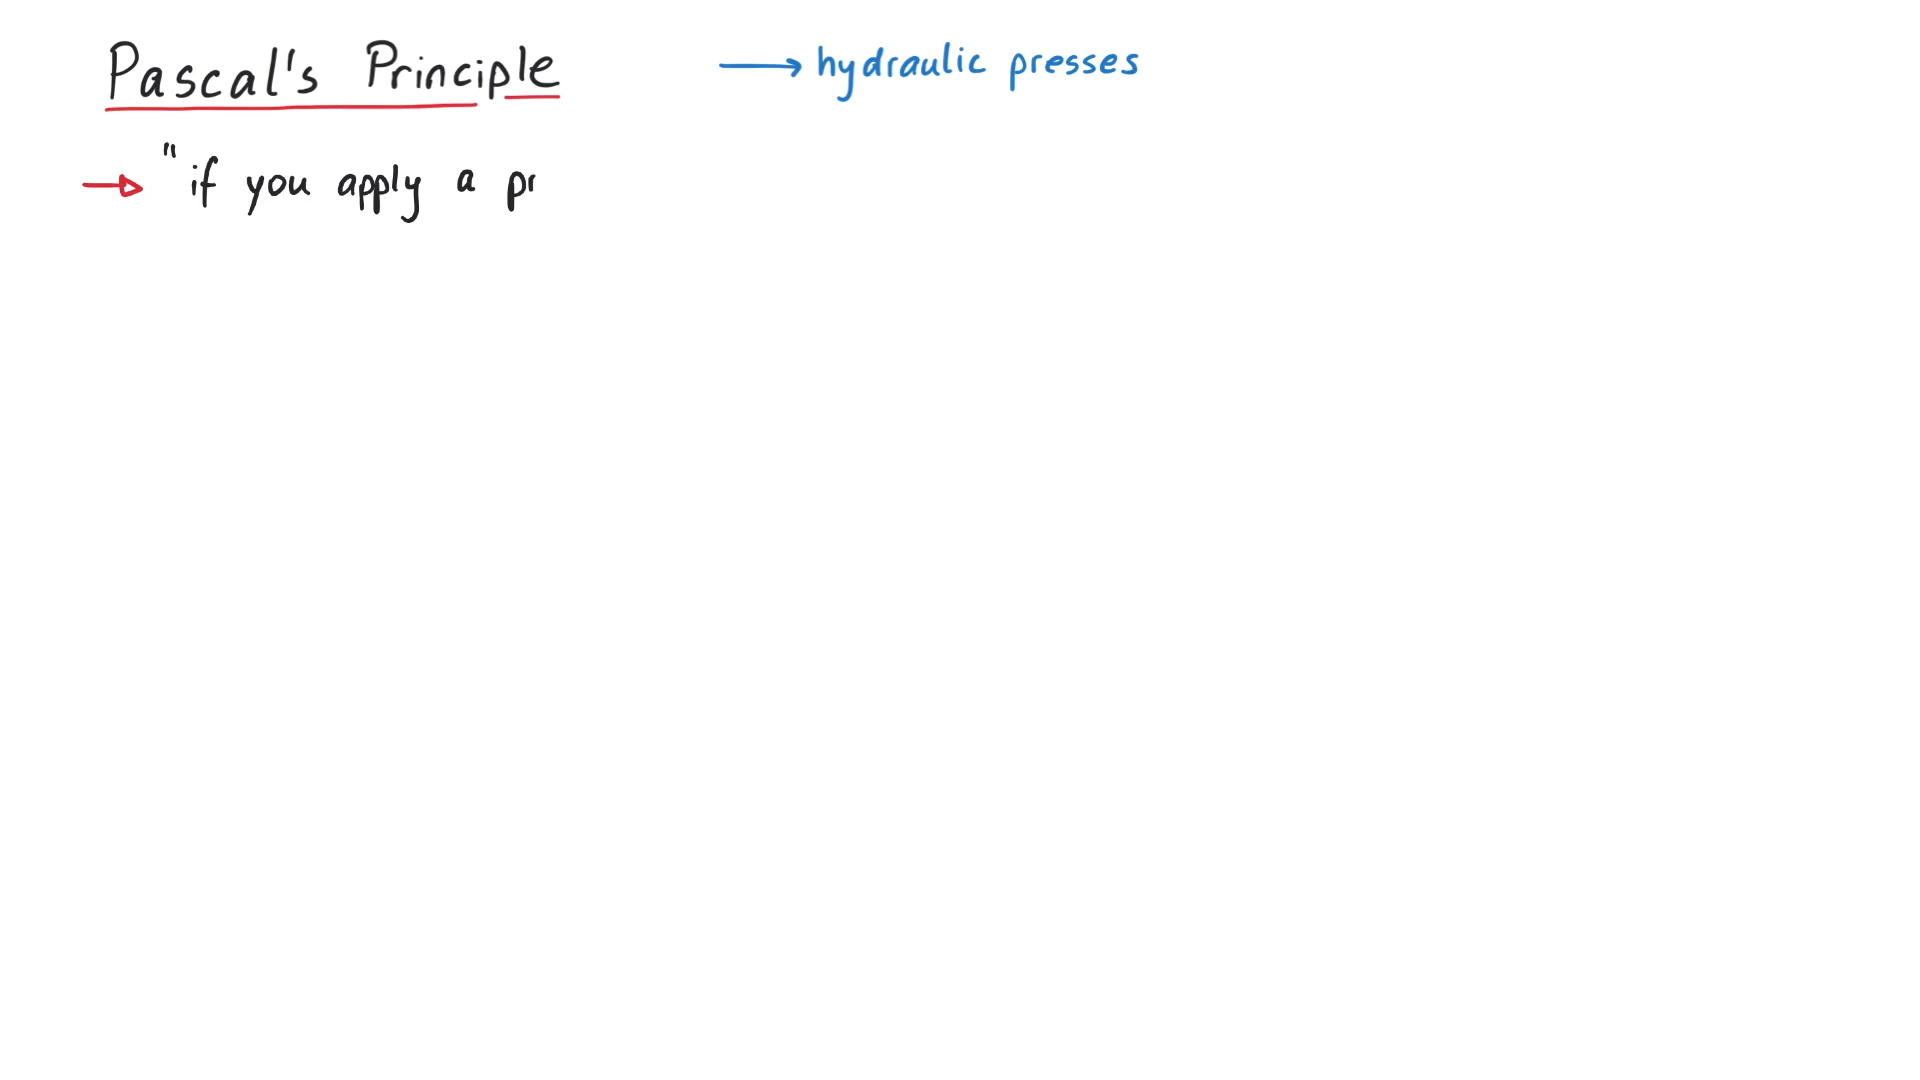 Pascal's Principle → hydraulic presses
→ "if you apply a pr